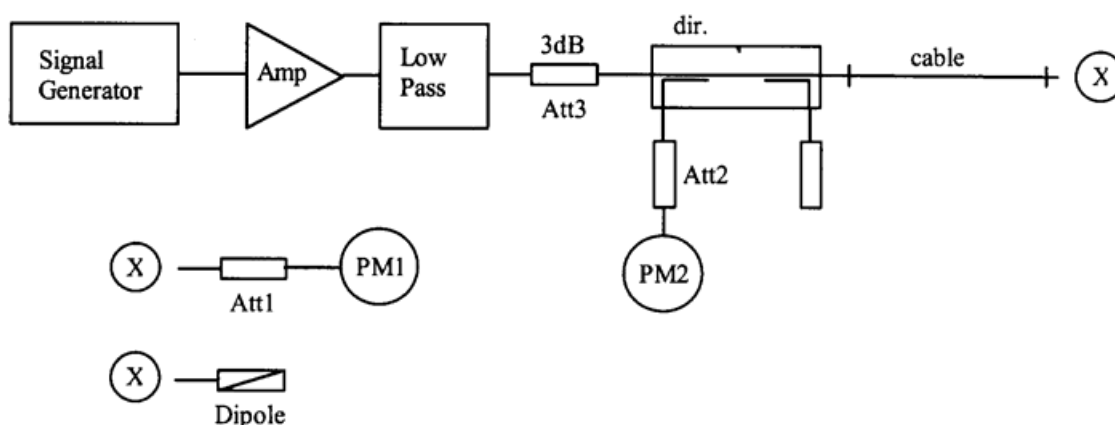 dir.
Signal
Generator
Amp
Low
Pass
3dB
Att3
cable
X
Att2
X
Att1
PM1
PM2
X
Dipole